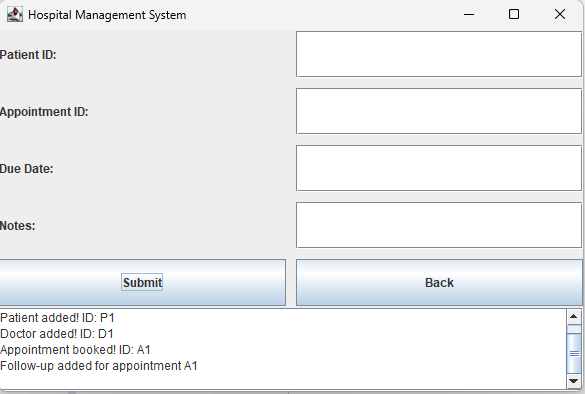 Hospital Management System
Patient ID:
Appointment ID:
Due Date:
Notes:
Submit
Back
Patient added! ID: P1
Doctor added! ID: D1
Appointment booked! ID: A1
Follow-up added for appointment A1